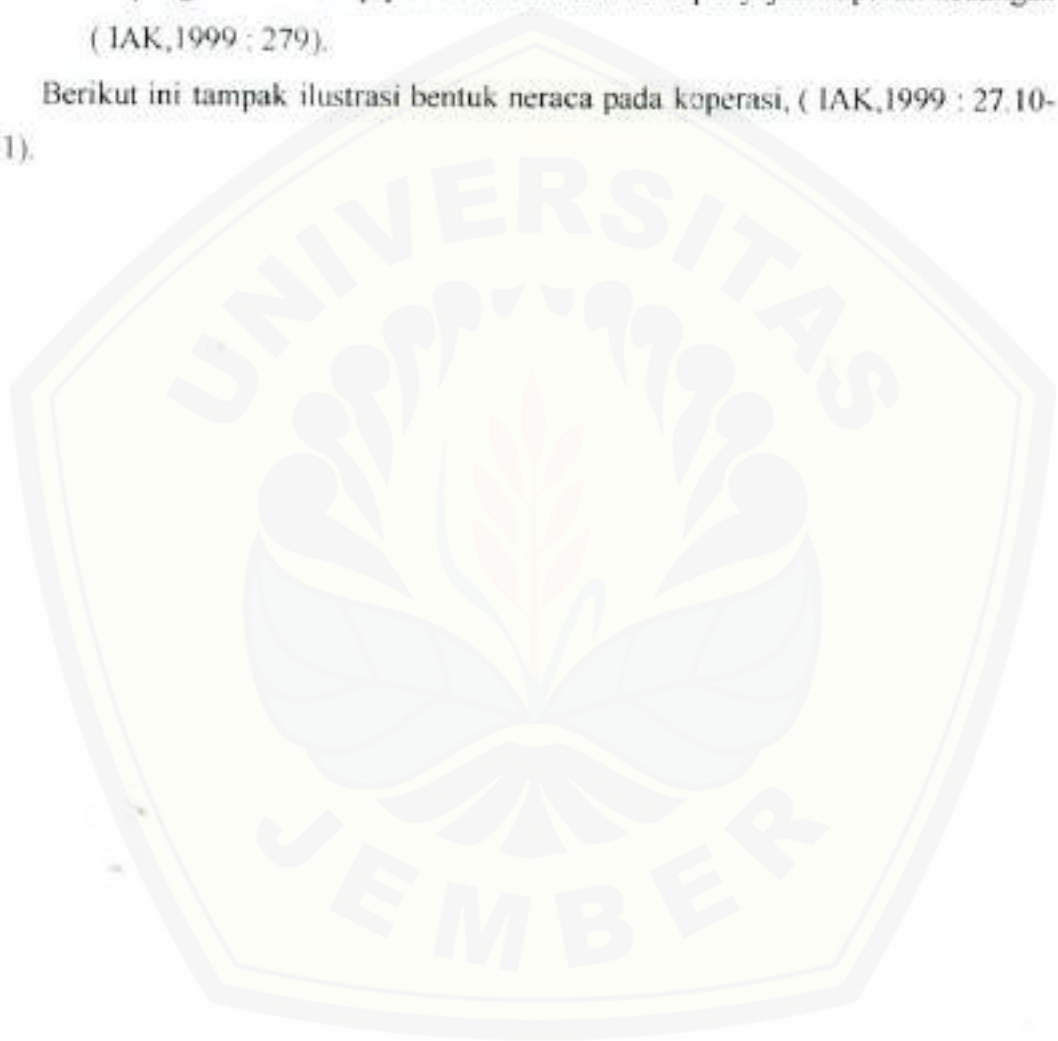 ( IAK,1999 : 279).
Berikut ini tampak ilustrasi bentuk neraca pada koperasi, ( IAK,1999 : 27.10-
1).
UNIVERSITAS
JEMBER